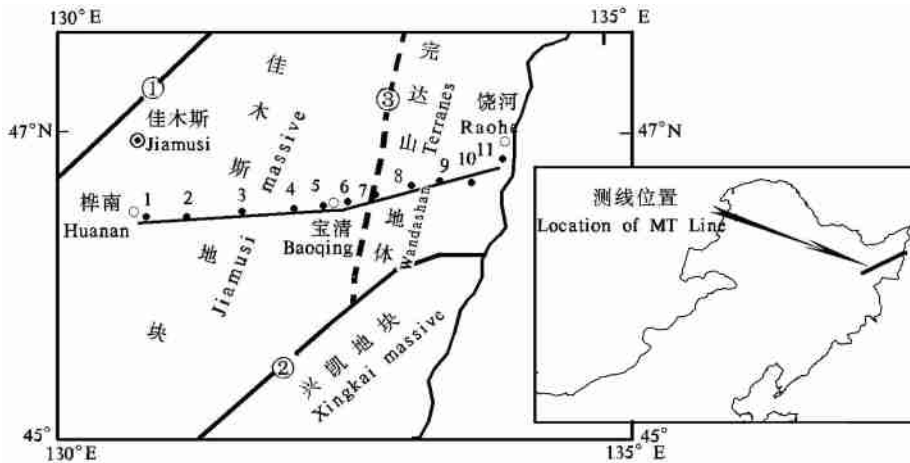 130° E
135° E
①
佳木斯
Jiamusi
47°N
佳木斯地块
Jiamusi massive
③
完达山地体
Wandashan Terranes
饶河
Raohe
47°N
桦南
Huanan
1
2
3
4
5
6
7
8
9
10
11
宝清
Baoqing
②
兴凯地块
Xingkai massive
45°
130° E
45°
135° E
测线位置
Location of MT Line